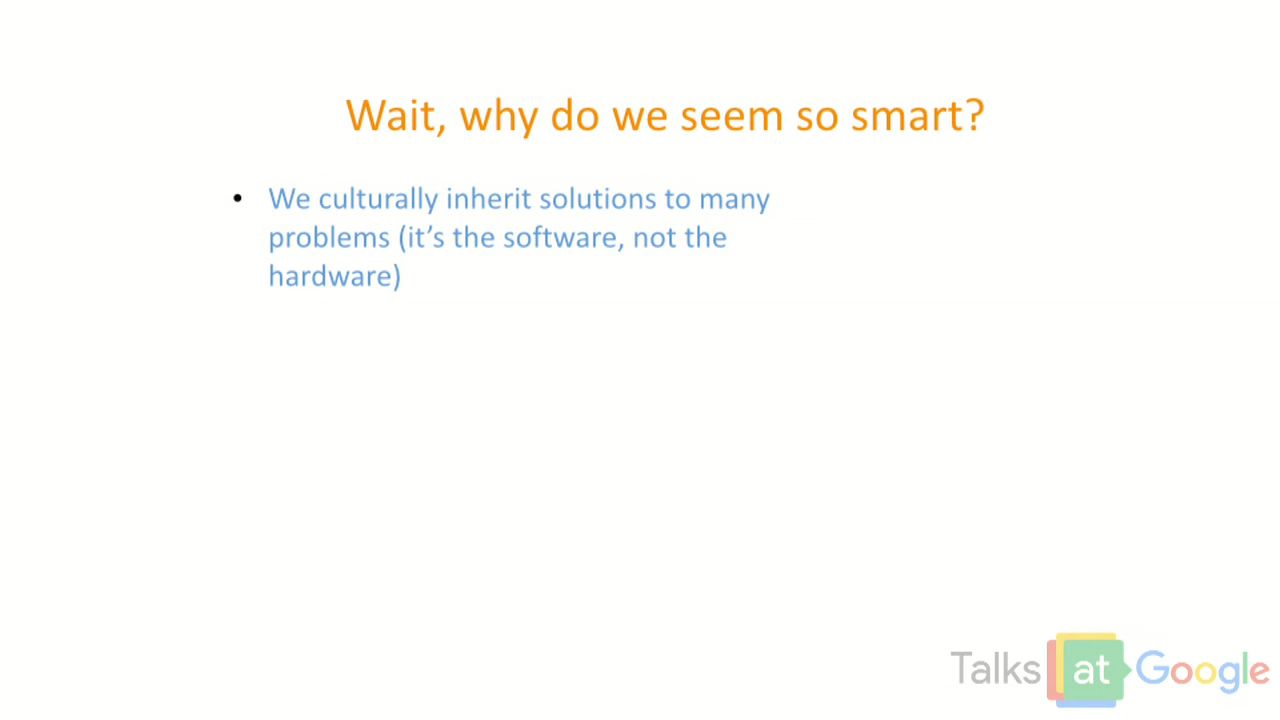 Wait, why do we seem so smart?
• We culturally inherit solutions to many
problems (it’s the software, not the
hardware)
Talks at Google